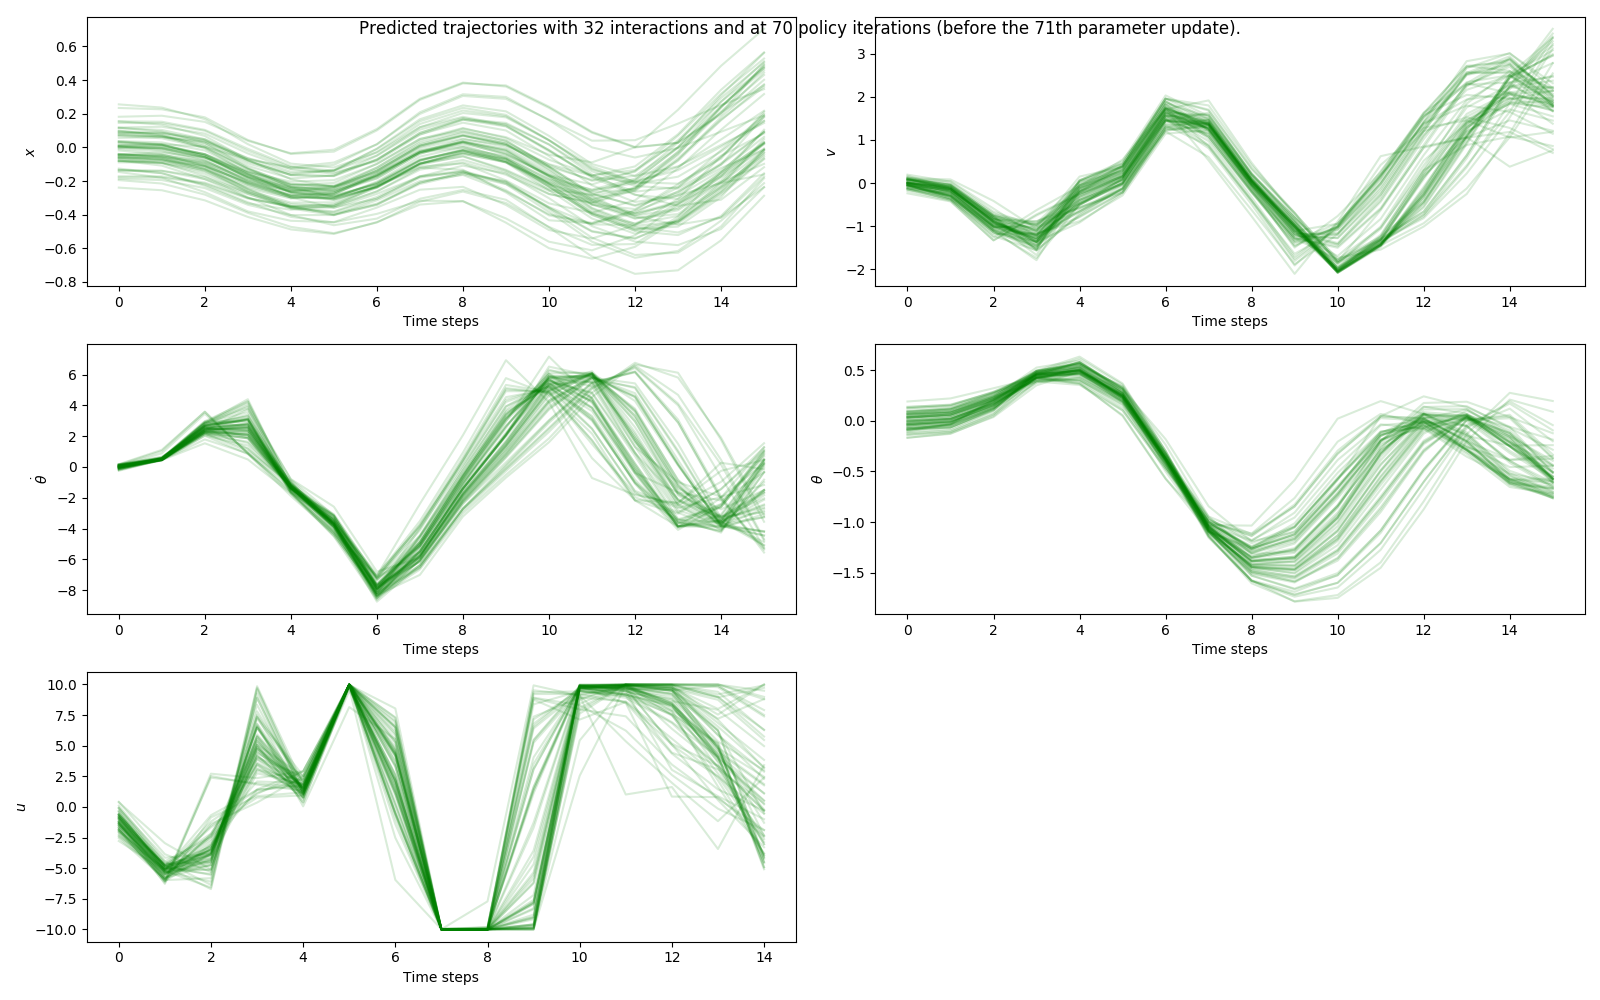 Predicted trajectories with 32 interactions and at 70 policy iterations (before the 71th parameter update).
0.6
0.4
0.2
0.0
−0.2
−0.4
−0.6
−0.8
x
0 2 4 6 8 10 12 14
Time steps
3
2
1
0
−1
−2
v
0 2 4 6 8 10 12 14
Time steps
6
4
2
0
−2
−4
−6
−8
θ̇
0 2 4 6 8 10 12 14
Time steps
0.5
0.0
−0.5
−1.0
−1.5
θ
0 2 4 6 8 10 12 14
Time steps
10.0
7.5
5.0
2.5
0.0
−2.5
−5.0
−7.5
−10.0
u
0 2 4 6 8 10 12 14
Time steps